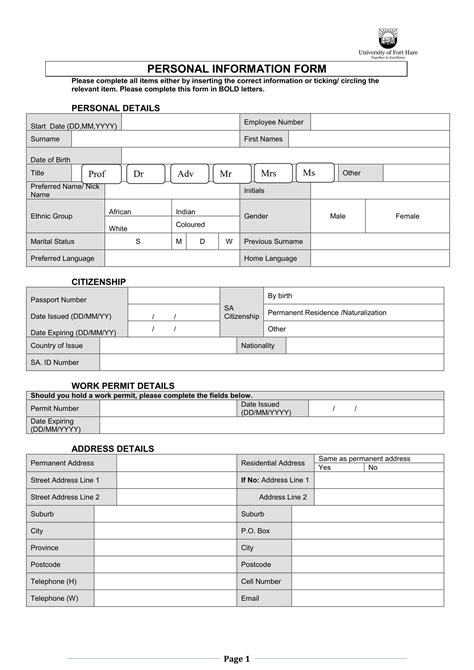 University of Fort Hare
Together in Excellence
PERSONAL INFORMATION FORM
Please complete all items either by inserting the correct information or ticking/ circling the
relevant item. Please complete this form in BOLD letters.
PERSONAL DETAILS
Start Date (DD,MM,YYYY) Employee Number
Surname First Names
Date of Birth
Title Prof Dr Adv Mr Mrs Ms Other
Preferred Name/ Nick
Name Initials
Ethnic Group African Indian Gender Male Female
White Coloured
Marital Status S M D W Previous Surname
Preferred Language Home Language
CITIZENSHIP
Passport Number SA
Citizenship By birth
Date Issued (DD/MM/YY) / / Permanent Residence /Naturalization
Date Expiring (DD/MM/YY) / / Other
Country of Issue Nationality
SA. ID Number
WORK PERMIT DETAILS
Should you hold a work permit, please complete the fields below.
Permit Number Date Issued
(DD/MM/YYYY) / /
Date Expiring
(DD/MM/YYYY)
ADDRESS DETAILS
Permanent Address Residential Address Same as permanent address
Yes No
Street Address Line 1 If No: Address Line 1
Street Address Line 2 Address Line 2
Suburb Suburb
City P.O. Box
Province City
Postcode Postcode
Telephone (H) Cell Number
Telephone (W) Email
Page 1